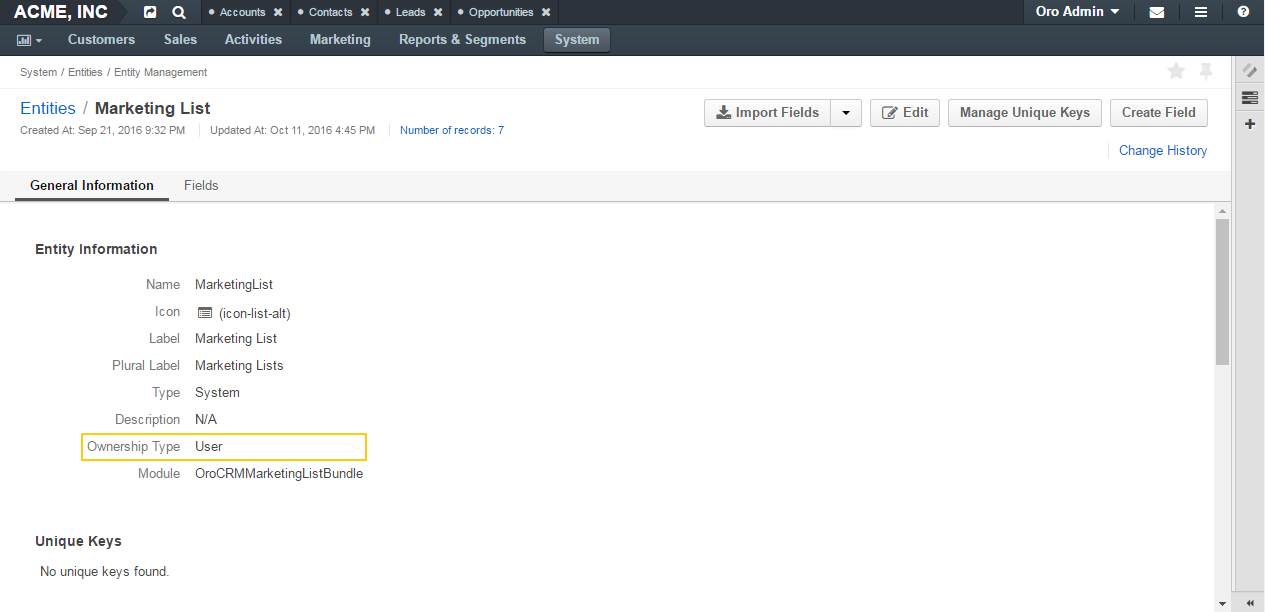 ACME, INC Accounts Contacts Leads Opportunities Oro Admin
Customers Sales Activities Marketing Reports & Segments System
System / Entities / Entity Management
Entities / Marketing List Import Fields Edit Manage Unique Keys Create Field
Created At: Sep 21, 2016 9:32 PM Updated At: Oct 11, 2016 4:45 PM Number of records: 7
Change History
General Information Fields
Entity Information
Name MarketingList
Icon (icon-list-alt)
Label Marketing List
Plural Label Marketing Lists
Type System
Description N/A
Ownership Type User
Module OroCRMMarketingListBundle
Unique Keys
No unique keys found.